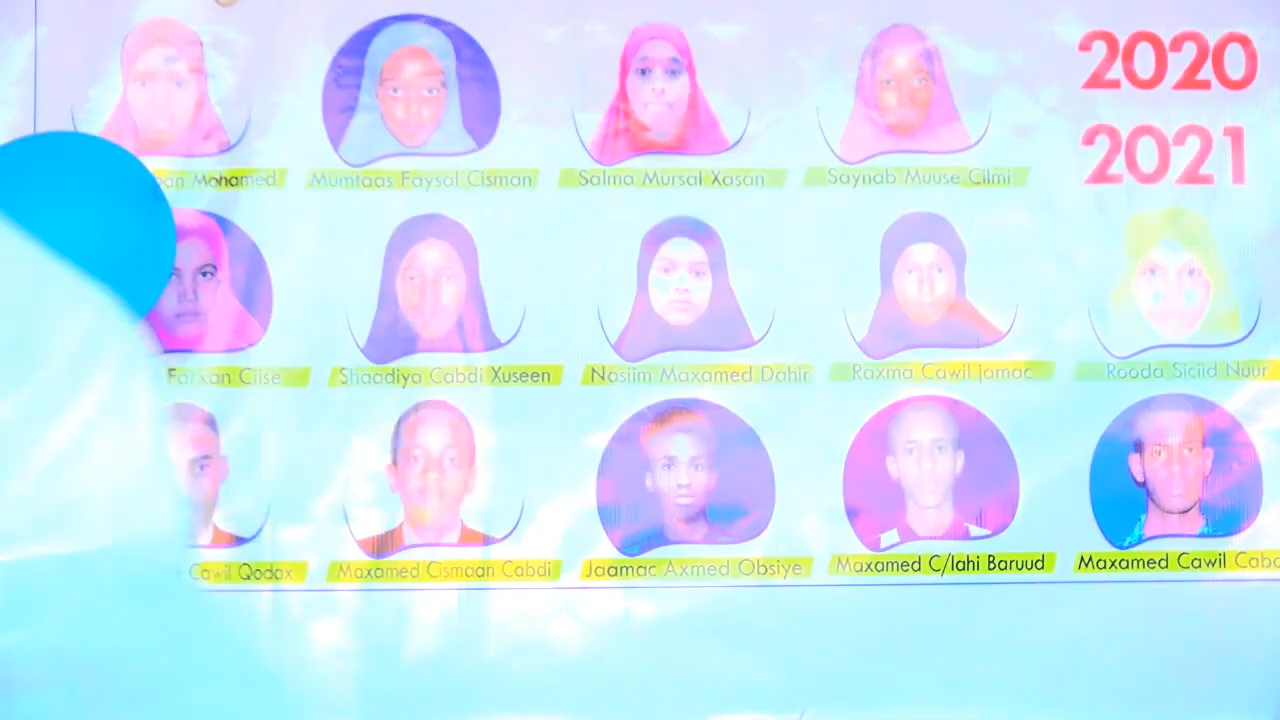 2020
2021
Mohamed
Mumtaas Faysal Cisman
Salma Mursal Xasan
Saynab Muuse Cilmi
Farxan Ciise
Shaadiya Cabdi Xuseen
Nasiim Maxamed Dahir
Raxma Cawil jamac
Rooda Siciid Nuur
Cawil Qodax
Maxamed Cismaan Cabdi
Jaamac Axmed Obsiye
Maxamed C/lahi Baruud
Maxamed Cawil